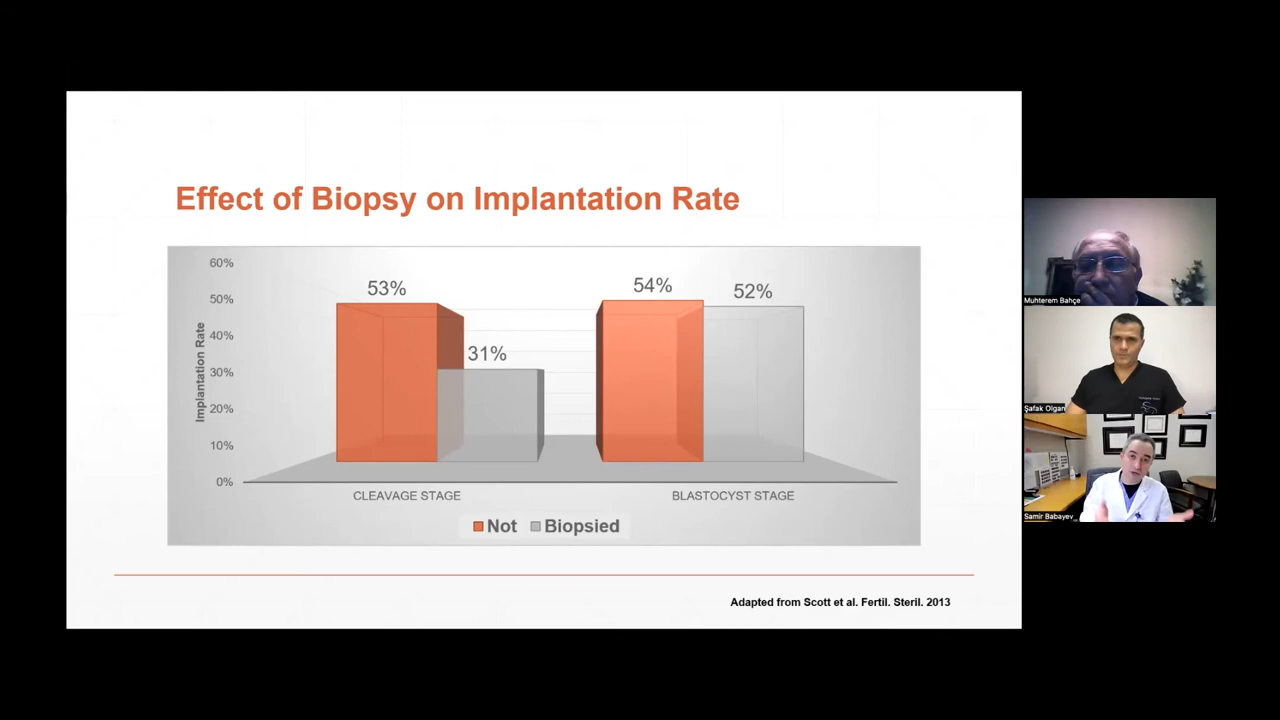 Effect of Biopsy on Implantation Rate
60%
50%
40%
30%
20%
10%
0%
Implantation Rate
53%
31%
54%
52%
CLEAVAGE STAGE
BLASTOCYST STAGE
Not
Biopsied
Adapted from Scott et al. Fertil. Steril. 2013
Muhterem Bahçe
Şafak Olgan
Samir Babayev